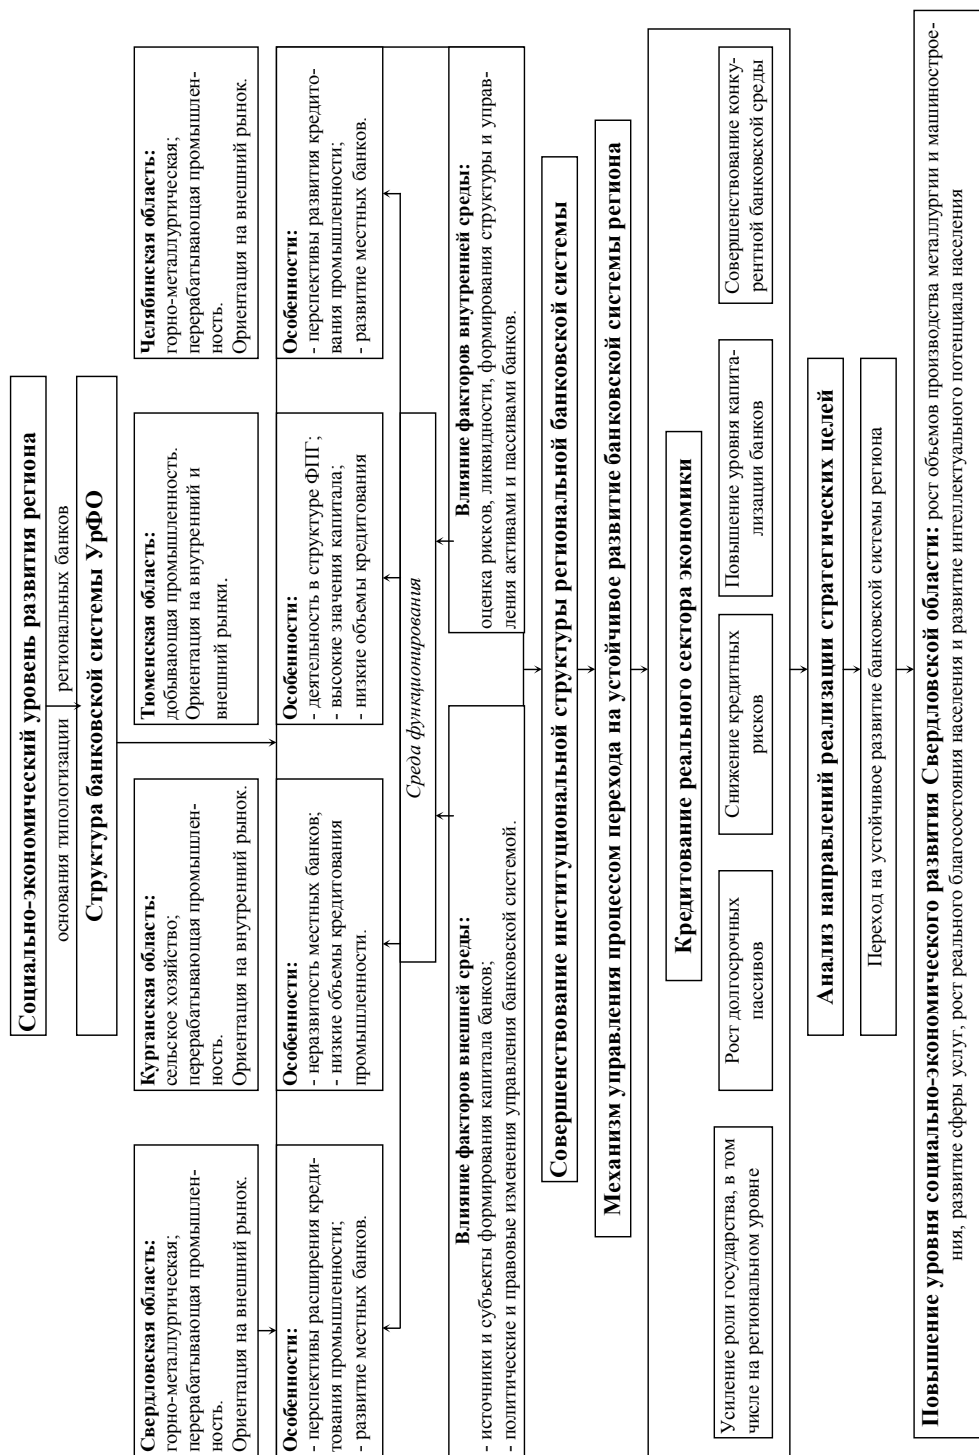 Социально-экономический уровень развития региона
основания типологизации региональных банков
Структура банковской системы УрФО
Свердловская область:
горно-металлургическая;
перерабатывающая промышлен-
ность.
Ориентация на внешний рынок.
Курганская область:
сельское хозяйство;
перерабатывающая промышлен-
ность.
Ориентация на внутренний рынок.
Тюменская область:
добывающая промышленность.
Ориентация на внутренний и
внешний рынки.
Челябинская область:
горно-металлургическая;
перерабатывающая промышлен-
ность.
Ориентация на внешний рынок.
Особенности:
- перспективы расширения креди-
тования промышленности;
- развитие местных банков.
Особенности:
- неразвитость местных банков;
- низкие объемы кредитования
промышленности.
Особенности:
- деятельность в структуре ФПГ;
- высокие значения капитала;
- низкие объемы кредитования
Особенности:
- перспективы развития кредито-
вания промышленности;
- развитие местных банков.
Среда функционирования
Влияние факторов внешней среды:
- источники и субъекты формирования капитала банков;
- политические и правовые изменения управления банковской системой.
Влияние факторов внутренней среды:
оценка рисков, ликвидности, формирования структуры и управ-
ления активами и пассивами банков.
Совершенствование институциональной структуры региональной банковской системы
Механизм управления процессом перехода на устойчивое развитие банковской системы региона
Кредитование реального сектора экономики
Усиление роли государства, в том
числе на региональном уровне
Рост долгосрочных
пассивов
Снижение кредитных
рисков
Повышение уровня капита-
лизации банков
Совершенствование конку-
рентной банковской среды
Анализ направлений реализации стратегических целей
Переход на устойчивое развитие банковской системы региона
Повышение уровня социально-экономического развития Свердловской области: рост объемов производства металлургии и машинострое-
ния, развитие сферы услуг, рост реального благосостояния населения и развитие интеллектуального потенциала населения